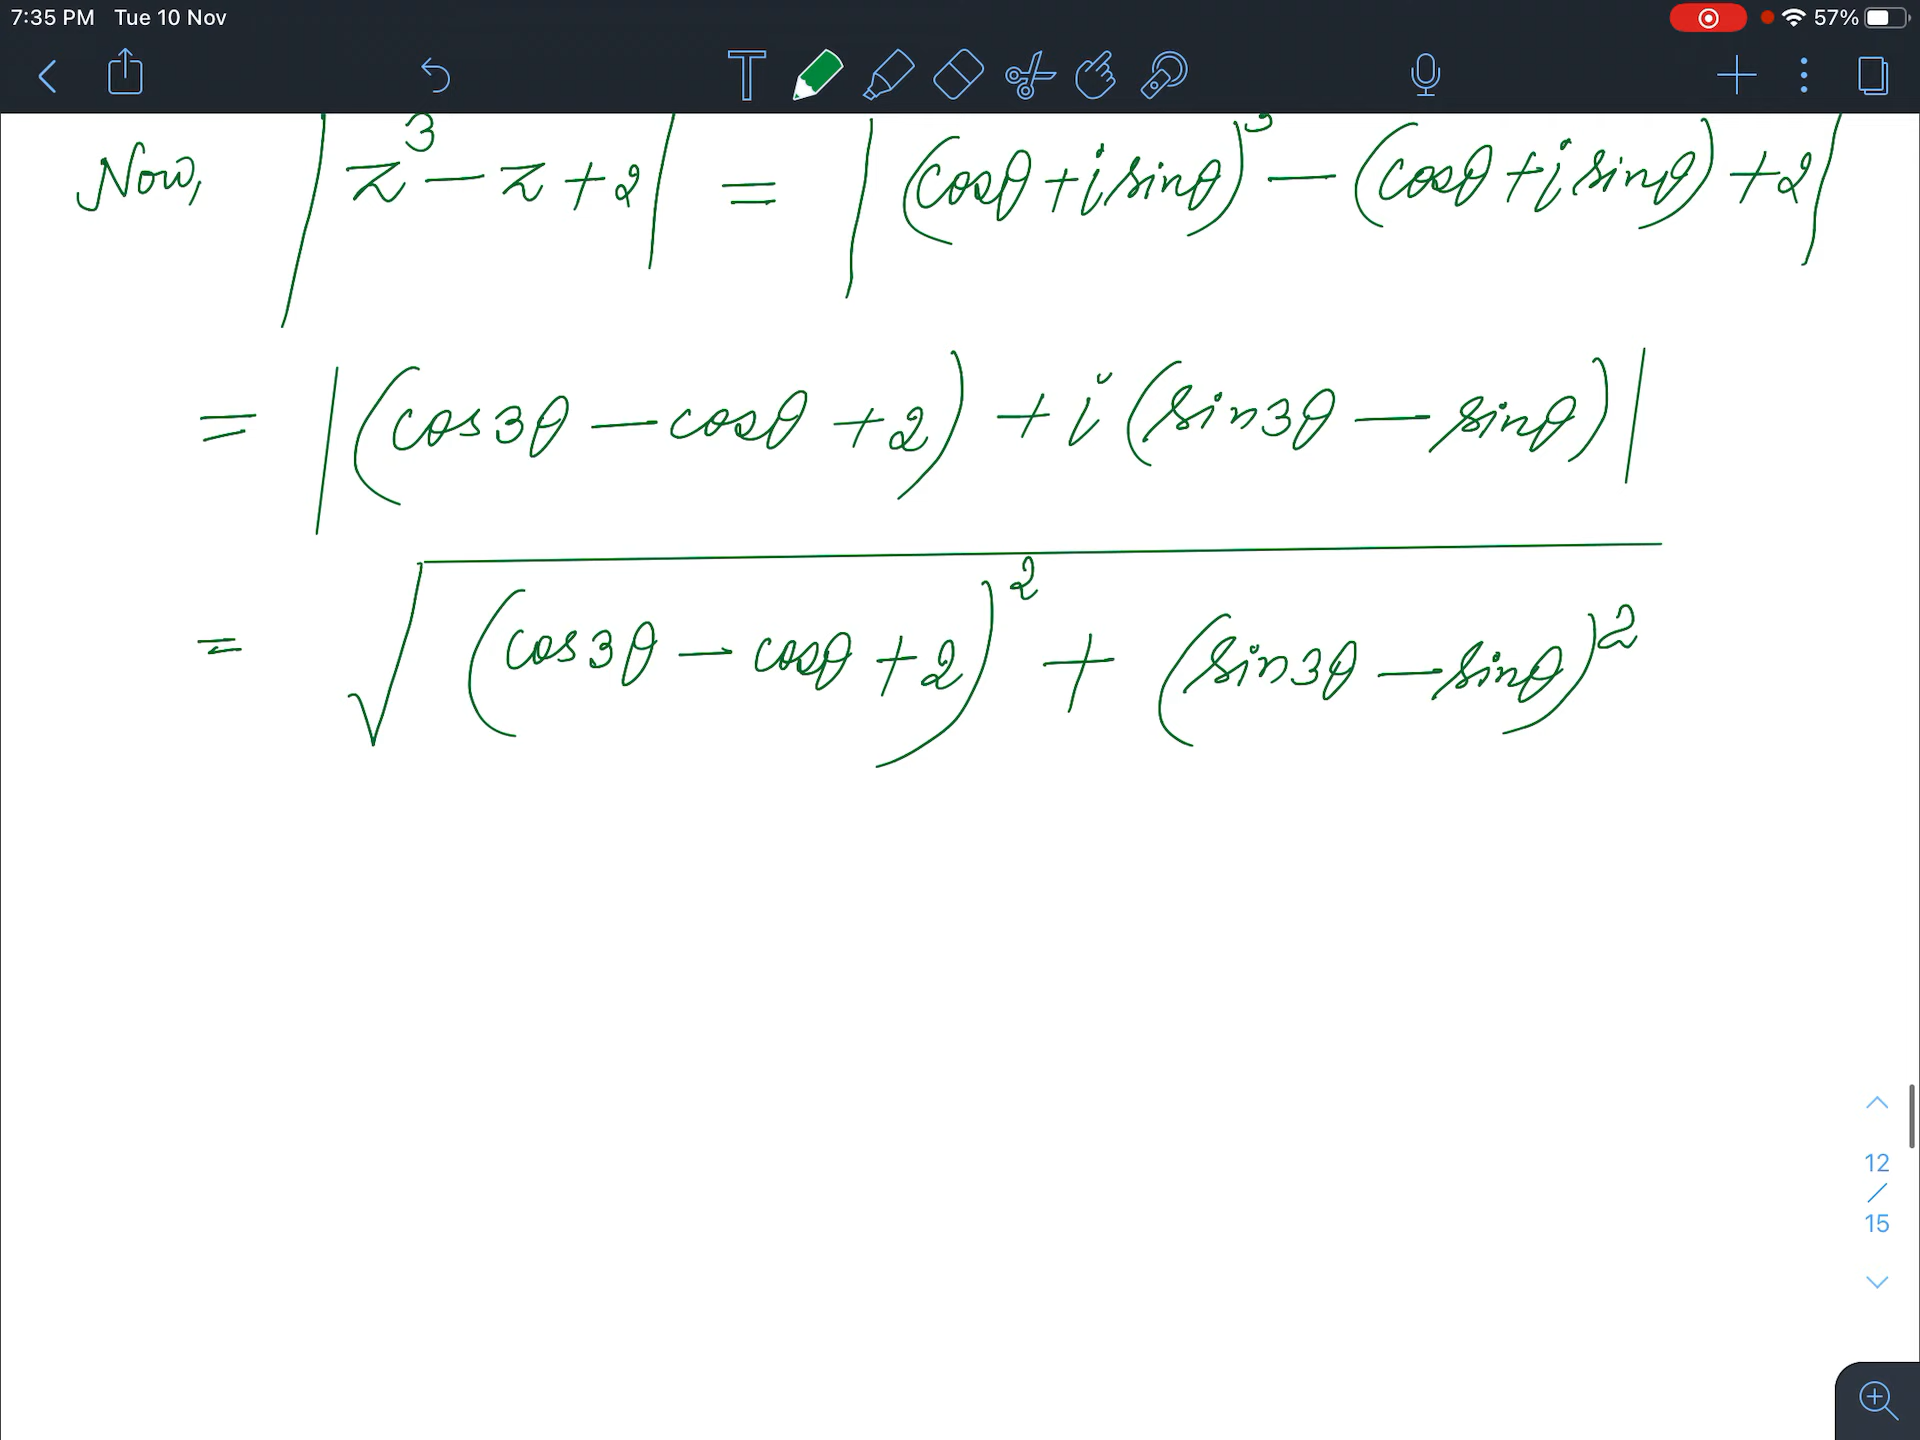 7:35 PM Tue 10 Nov 57%
T
Now, |z³ − z + 2| = |(cosθ + i sinθ)³ − (cosθ + i sinθ) + 2|
= |(cos3θ − cosθ + 2) + i(sin3θ − sinθ)|
= √((cos3θ − cosθ + 2)² + (sin3θ − sinθ)²)
12
/
15